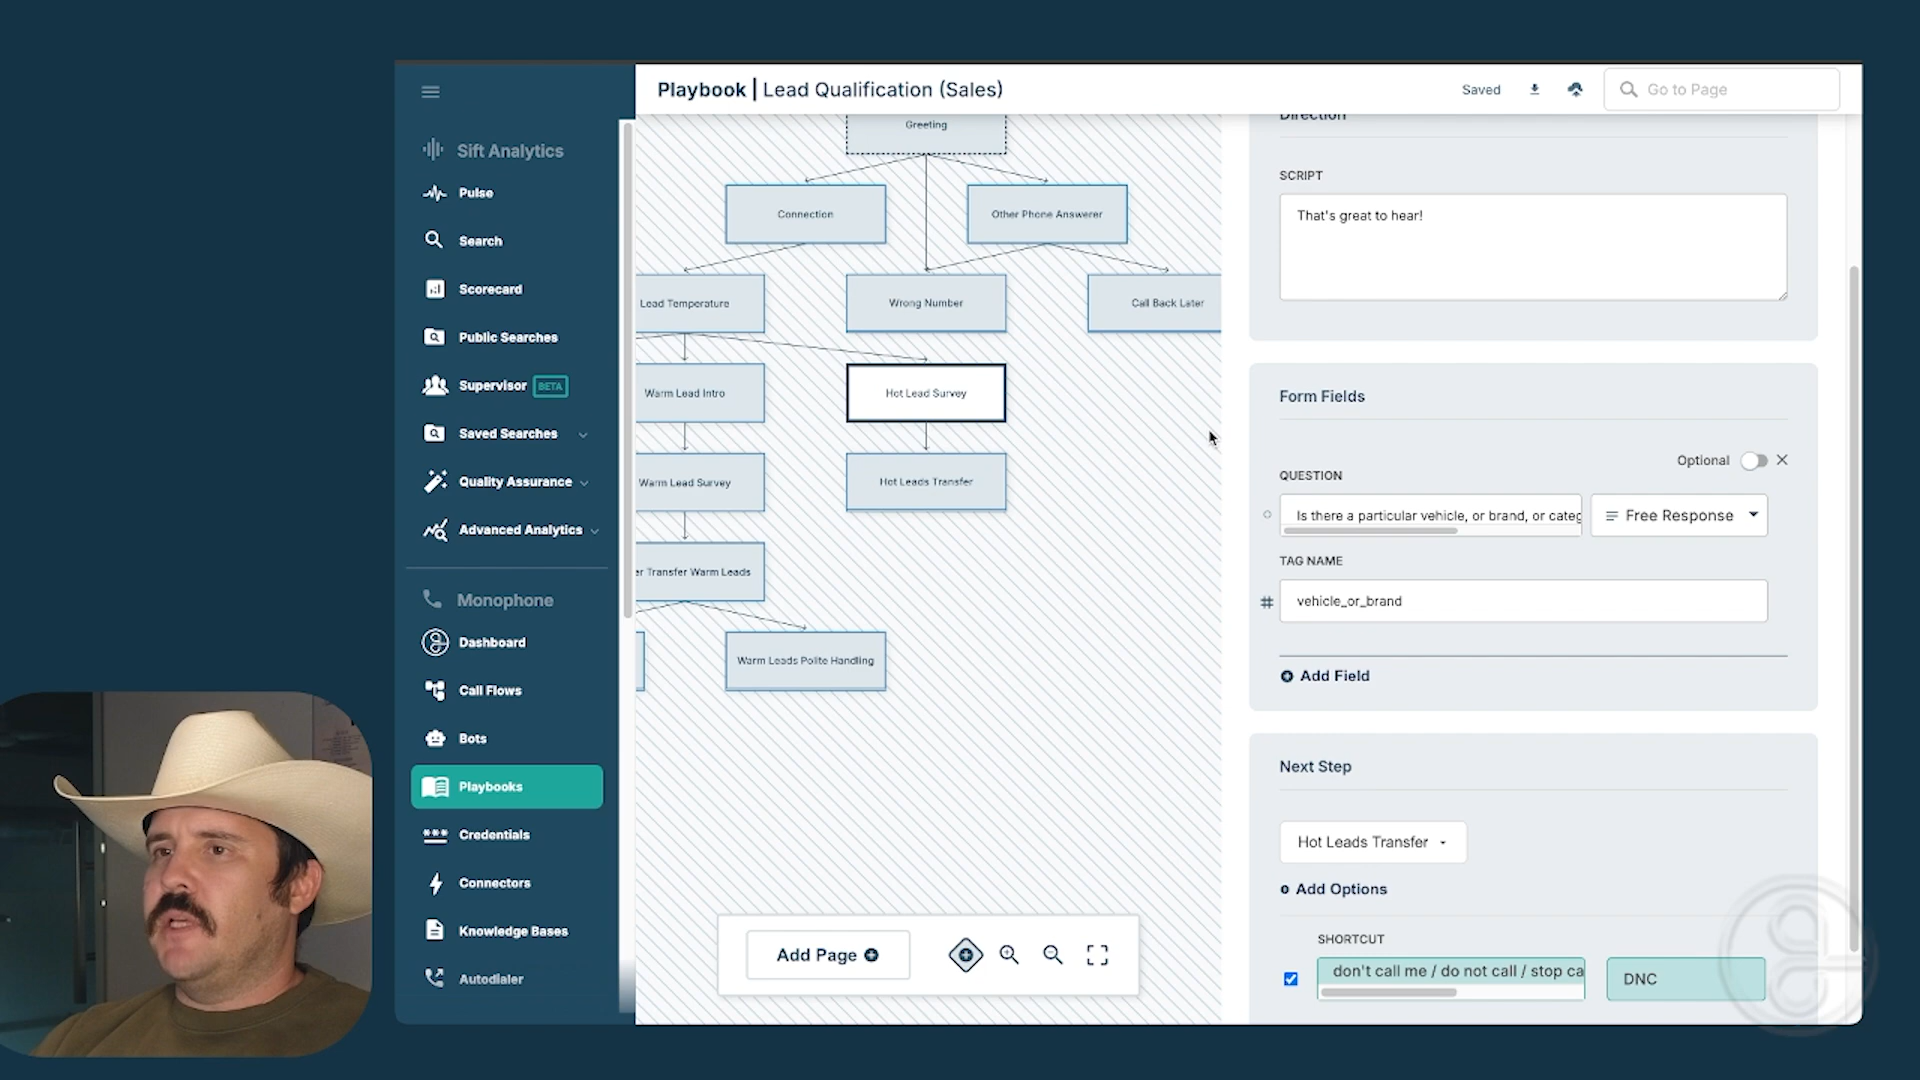 Playbook | Lead Qualification (Sales)
Saved
Go to Page
Sift Analytics
Pulse
Search
Scorecard
Public Searches
Supervisor BETA
Saved Searches
Quality Assurance
Advanced Analytics
Monophone
Dashboard
Call Flows
Bots
Playbooks
Credentials
Connectors
Knowledge Bases
Autodialer
Greeting
Connection
Other Phone Answerer
Lead Temperature
Wrong Number
Call Back Later
Warm Lead Intro
Hot Lead Survey
Warm Lead Survey
Hot Leads Transfer
er Transfer Warm Leads
Warm Leads Polite Handling
Add Page
Direction
SCRIPT
That's great to hear!
Form Fields
Optional
QUESTION
Is there a particular vehicle, or brand, or categ
Free Response
TAG NAME
# vehicle_or_brand
Add Field
Next Step
Hot Leads Transfer
Add Options
SHORTCUT
don't call me / do not call / stop ca
DNC